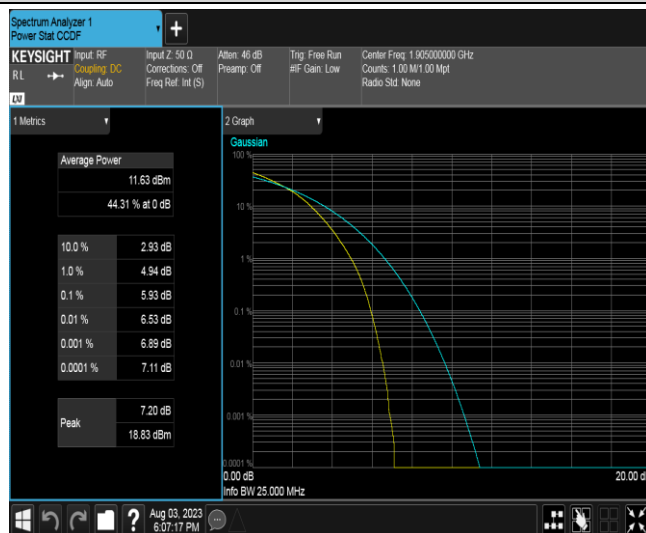 Spectrum Analyzer 1
Power Stat CCDF
KEYSIGHT
RL
LXI
Input: RF
Coupling: DC
Align: Auto
Input Z: 50 Ω
Corrections: Off
Freq Ref: Int (S)
Atten: 46 dB
Preamp: Off
Trig: Free Run
#IF Gain: Low
Center Freq: 1.905000000 GHz
Counts: 1.00 M/1.00 Mpt
Radio Std: None
1 Metrics
Average Power
11.63 dBm
44.31 % at 0 dB
10.0 % 2.93 dB
1.0 % 4.94 dB
0.1 % 5.93 dB
0.01 % 6.53 dB
0.001 % 6.89 dB
0.0001 % 7.11 dB
Peak
7.20 dB
18.83 dBm
2 Graph
Gaussian
100 %
10 %
1 %
0.1 %
0.01 %
0.001 %
0.0001 %
0.00 dB
20.00 d
Info BW 25.000 MHz
?
Aug 03, 2023
6:07:17 PM